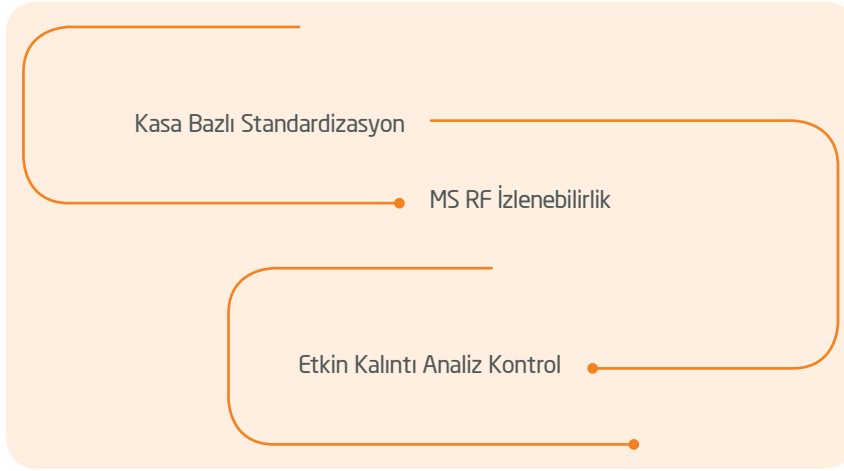 Kasa Bazlı Standardizasyon
MS RF İzlenebilirlik
Etkin Kalıntı Analiz Kontrol